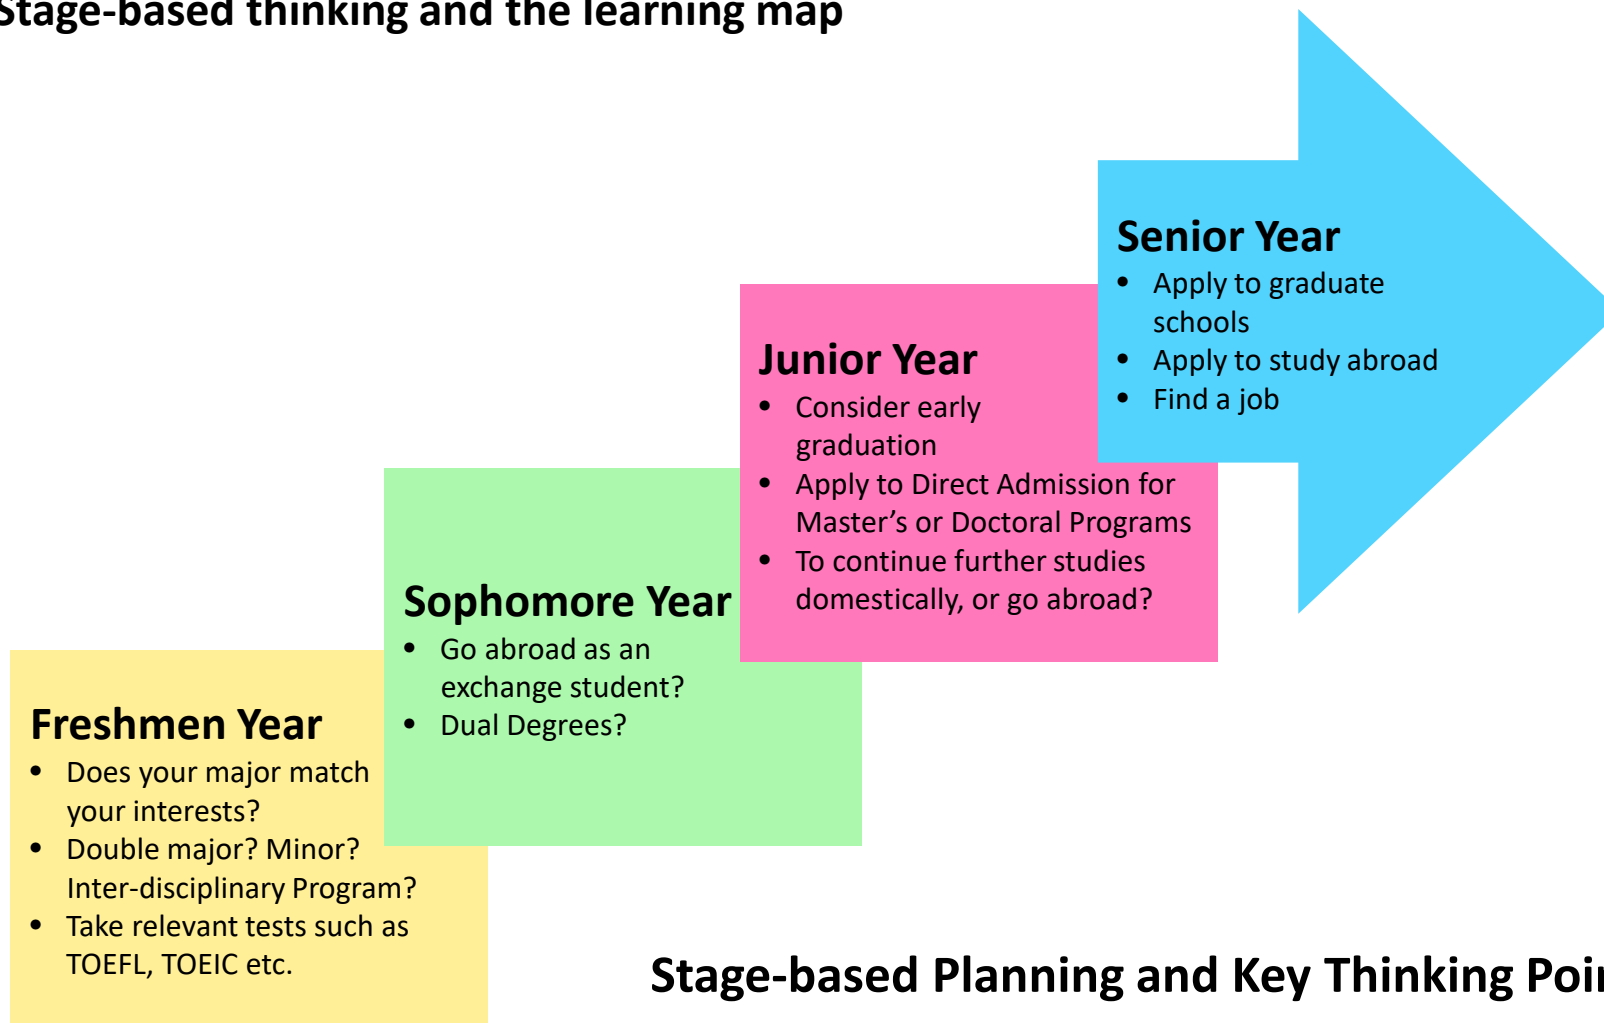 Stage-based thinking and the learning map
Senior Year
• Apply to graduate
schools
• Apply to study abroad
• Find a job
Junior Year
• Consider early
graduation
• Apply to Direct Admission for
Master's or Doctoral Programs
• To continue further studies
domestically, or go abroad?
Sophomore Year
• Go abroad as an
exchange student?
• Dual Degrees?
Freshmen Year
• Does your major match
your interests?
• Double major? Minor?
Inter-disciplinary Program?
• Take relevant tests such as
TOEFL, TOEIC etc.
Stage-based Planning and Key Thinking